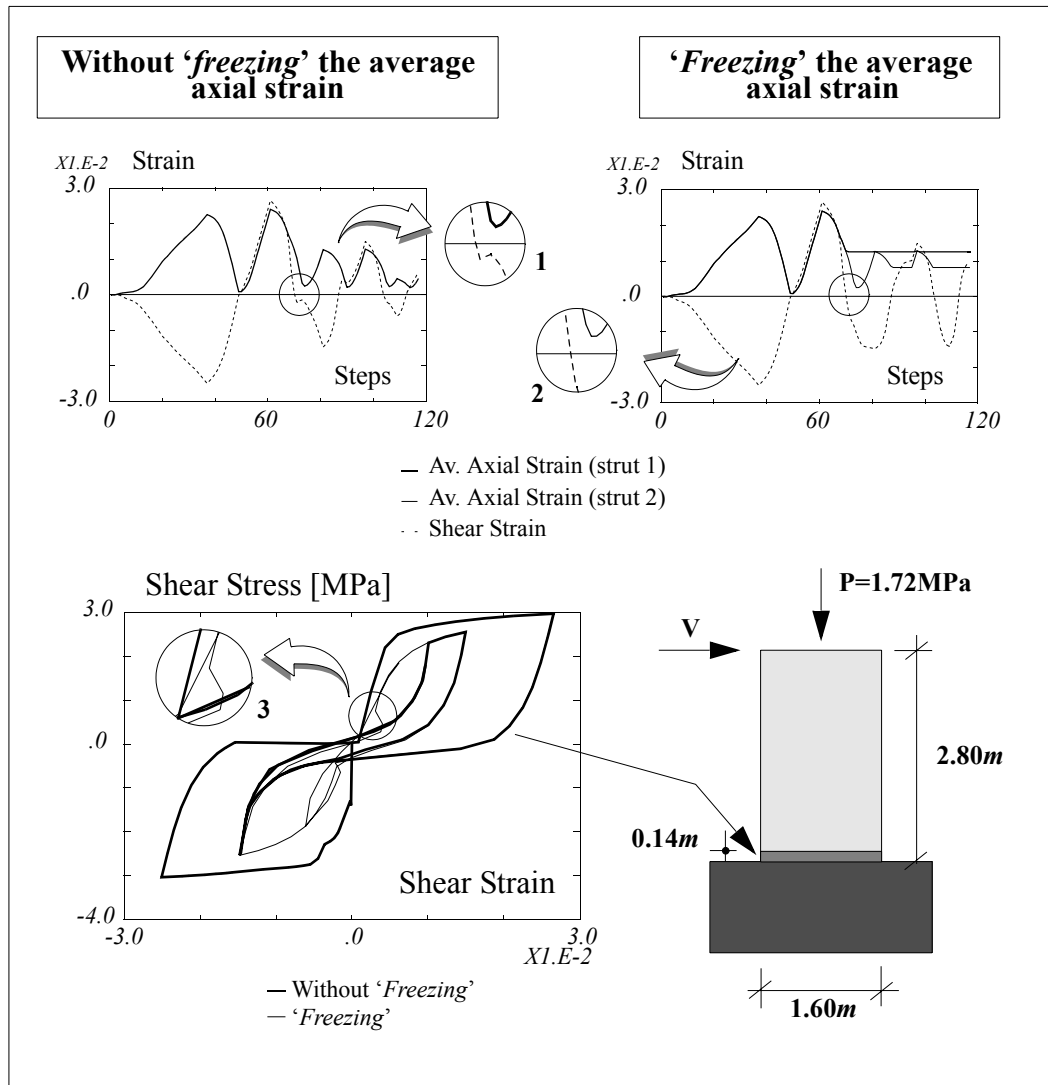 Without ‘freezing’ the average
axial strain
‘Freezing’ the average
axial strain
X1.E-2 Strain
3.0
.0
-3.0
Steps
0 60 120
1
2
X1.E-2 Strain
3.0
.0
-3.0
Steps
0 60 120
Av. Axial Strain (strut 1)
Av. Axial Strain (strut 2)
Shear Strain
Shear Stress [MPa]
3.0
.0
-4.0
3
Shear Strain
-3.0 .0 3.0
X1.E-2
Without ‘Freezing’
‘Freezing’
P=1.72MPa
V
2.80m
0.14m
1.60m